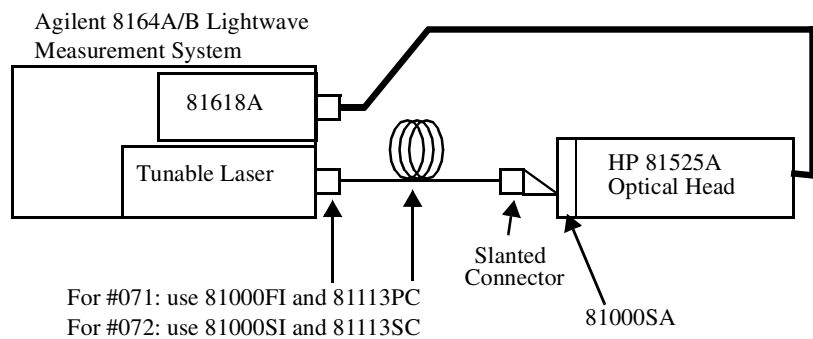 Agilent 8164A/B Lightwave
Measurement System
81618A
Tunable Laser
HP 81525A
Optical Head
Slanted
Connector
For #071: use 81000FI and 81113PC
For #072: use 81000SI and 81113SC
81000SA